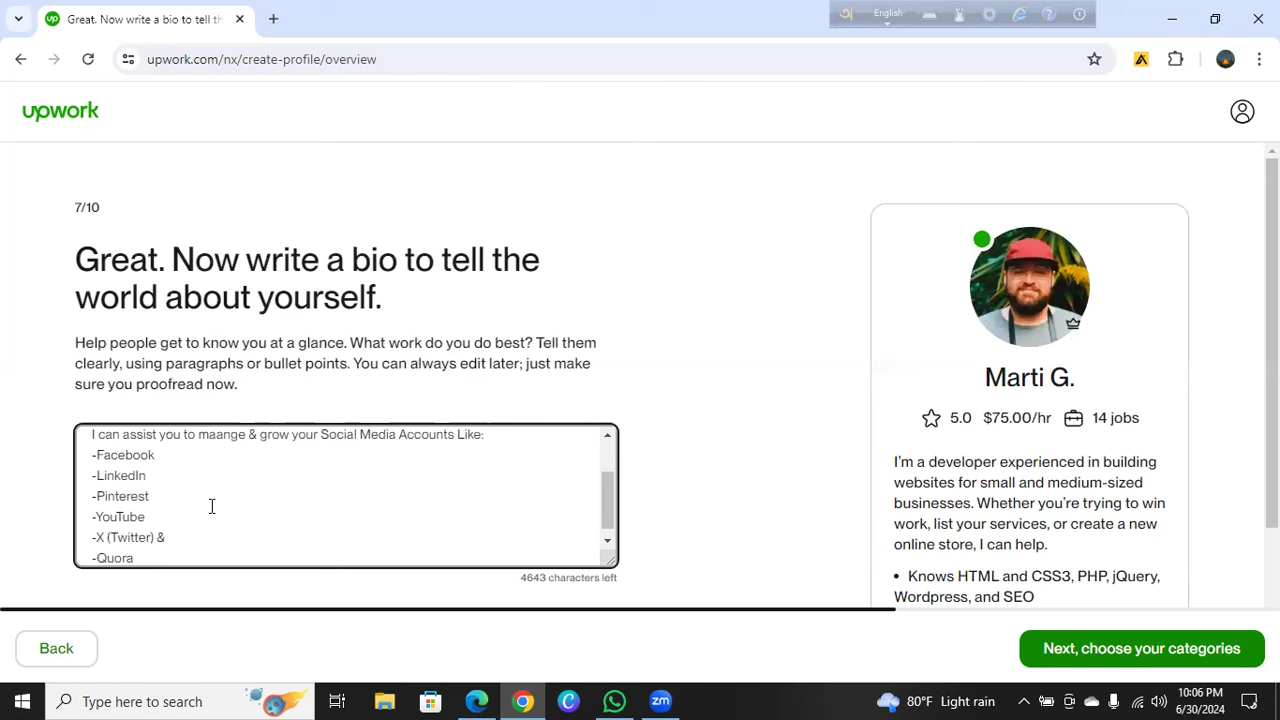 Great. Now write a bio to tell th
English
upwork.com/nx/create-profile/overview
upwork
7/10
Great. Now write a bio to tell the
world about yourself.
Help people get to know you at a glance. What work do you do best? Tell them
clearly, using paragraphs or bullet points. You can always edit later; just make
sure you proofread now.
I can assist you to maange & grow your Social Media Accounts Like:
-Facebook
-LinkedIn
-Pinterest
-YouTube
-X (Twitter) &
-Quora
4643 characters left
Marti G.
5.0 $75.00/hr 14 jobs
I'm a developer experienced in building
websites for small and medium-sized
businesses. Whether you're trying to win
work, list your services, or create a new
online store, I can help.
• Knows HTML and CSS3, PHP, jQuery,
Wordpress, and SEO
Back
Next, choose your categories
Type here to search
zm
80°F Light rain
10:06 PM
6/30/2024